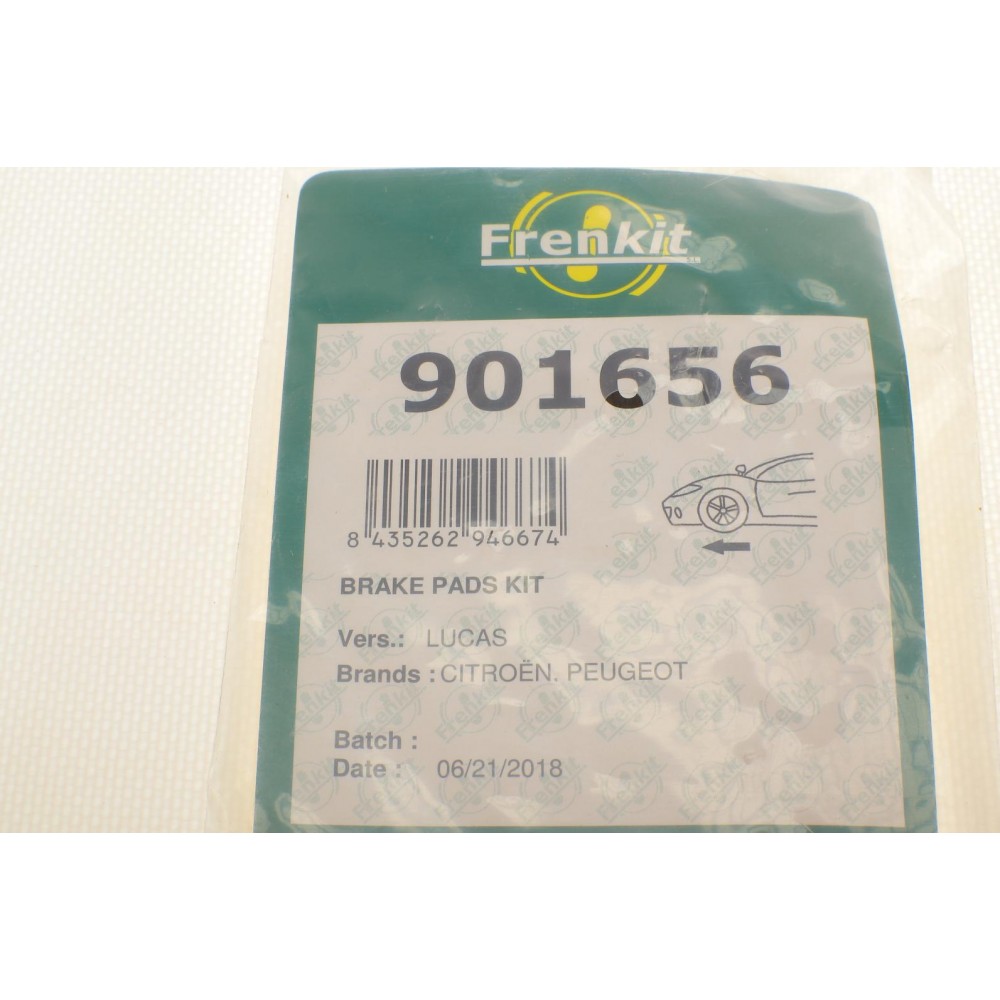 Frenkit
S.L.
901656
8 435262 946674
BRAKE PADS KIT
Vers.: LUCAS
Brands : CITROËN. PEUGEOT
Batch :
Date : 06/21/2018